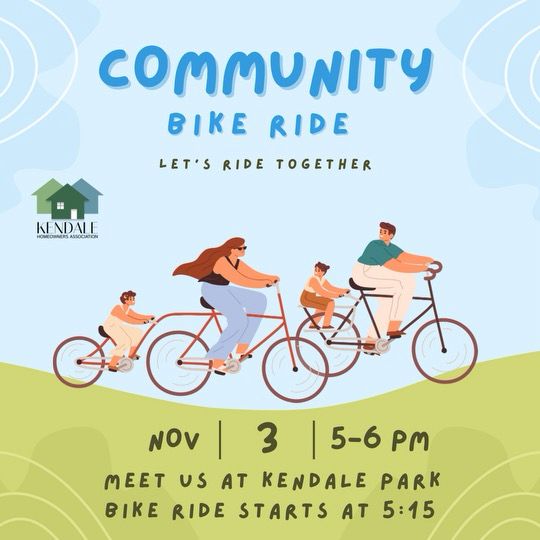 COMMUNITY
BIKE RIDE
LET'S RIDE TOGETHER
KENDALE
HOMEOWNERS ASSOCIATION
NOV | 3 | 5-6 PM
MEET US AT KENDALE PARK
BIKE RIDE STARTS AT 5:15